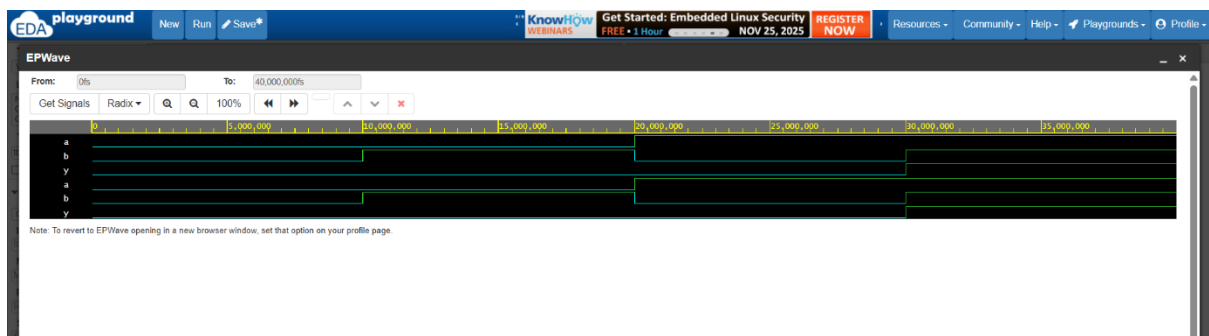 EDA playground New Run Save* KnowHow WEBINARS Get Started: Embedded Linux Security FREE • 1 Hour NOV 25, 2025 REGISTER NOW Resources Community Help Playgrounds Profile
EPWave
From: 0fs To: 40,000,000fs
Get Signals Radix 100%
0 5,000,000 10,000,000 15,000,000 20,000,000 25,000,000 30,000,000 35,000,000
a
b
y
a
b
y
Note: To revert to EPWave opening in a new browser window, set that option on your profile page.